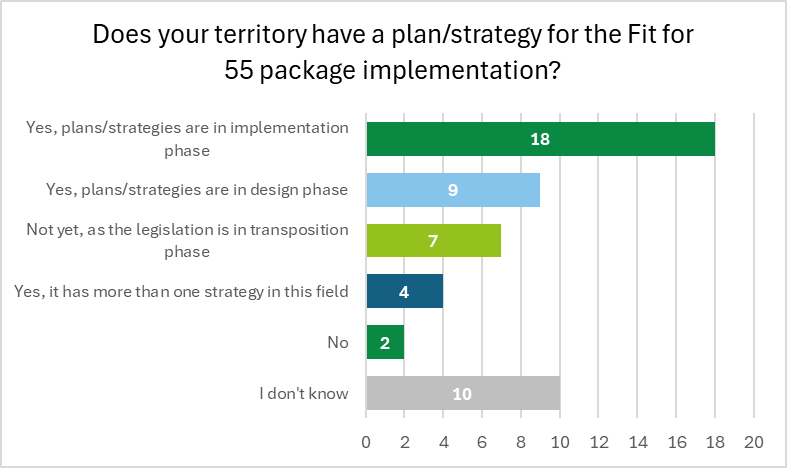 Does your territory have a plan/strategy for the Fit for
55 package implementation?
Yes, plans/strategies are in implementation
phase
18
Yes, plans/strategies are in design phase
9
Not yet, as the legislation is in transposition
phase
7
Yes, it has more than one strategy in this field
4
No
2
I don't know
10
0 2 4 6 8 10 12 14 16 18 20